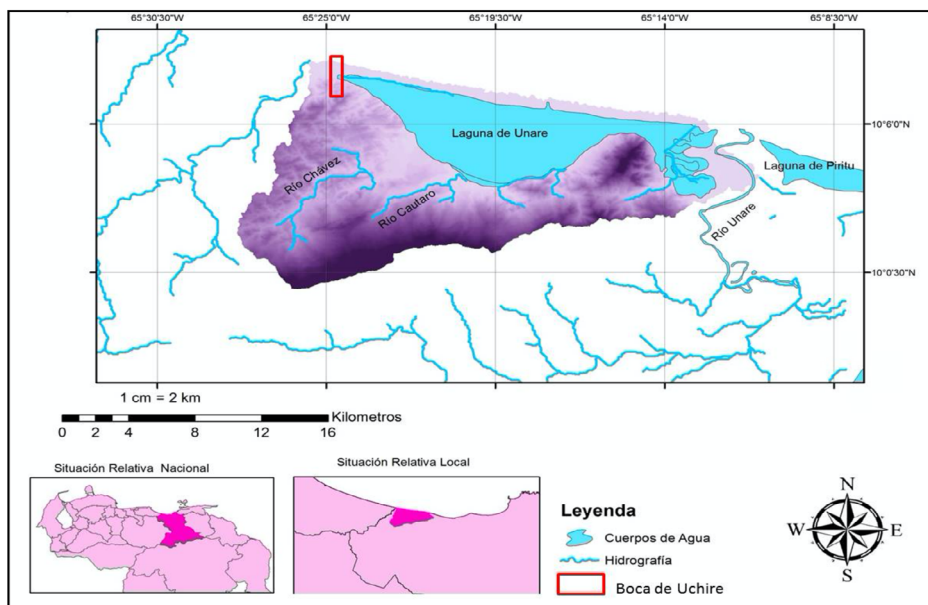 65°30'30"O 65°25'0"O 65°19'30"O 65°14'0"O 65°8'30"O
Laguna de Unare
10°6'0"N
Laguna de Piritu
Río Chávez
Río Cautaro
Río Unare
10°0'30"N
1 cm = 2 km
Kilometros
0 2 4 8 12 16
Situación Relativa Nacional
Situación Relativa Local
Leyenda
Cuerpos de Agua
Hidrografía
Boca de Uchire
N
W E
S